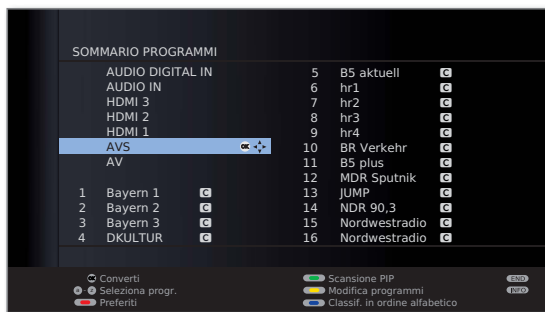 SOMMARIO PROGRAMMI
AUDIO DIGITAL IN
AUDIO IN
HDMI 3
HDMI 2
HDMI 1
AVS OK
AV
1 Bayern 1 C
2 Bayern 2 C
3 Bayern 3 C
4 DKULTUR C
5 B5 aktuell C
6 hr1 C
7 hr2 C
8 hr3 C
9 hr4 C
10 BR Verkehr C
11 B5 plus C
12 MDR Sputnik C
13 JUMP C
14 NDR 90,3 C
15 Nordwestradio C
16 Nordwestradio C
OK Converti
Seleziona progr.
Preferiti
Scansione PIP
Modifica programmi
Classif. in ordine alfabetico
END
INFO